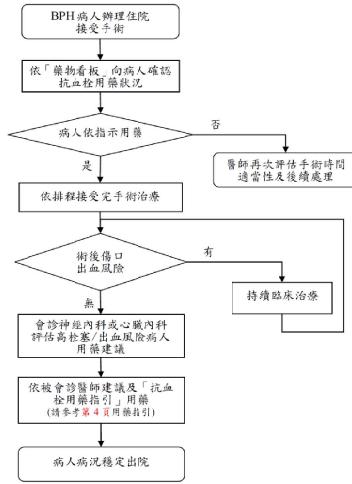 BPH 病人辦理住院
接受手術
依「藥物看板」向病人確認
抗血栓用藥狀況
病人依指示用藥
否
是
醫師再次評估手術時間
適當性及後續處理
依排程接受完手術治療
術後傷口
出血風險
有
持續臨床治療
無
會診神經內科或心臟內科
評估高栓塞/出血風險病人
用藥建議
依被會診醫師建議及「抗血
栓用藥指引」用藥
(請參考第 4 頁用藥指引)
病人病況穩定出院